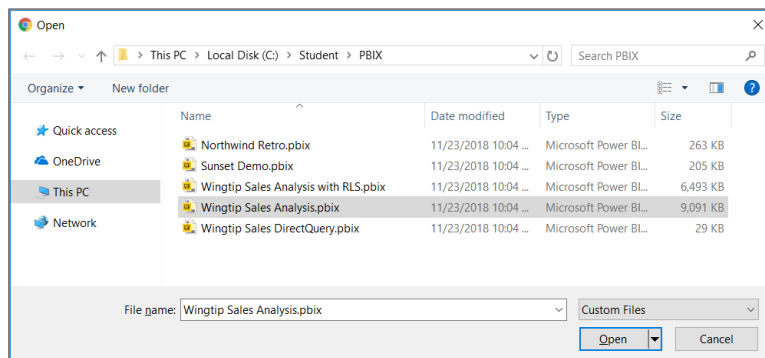 Open
This PC > Local Disk (C:) > Student > PBIX
Search PBIX
Organize
New folder
Name
Date modified
Type
Size
Quick access
OneDrive
This PC
Network
Northwind Retro.pbix 11/23/2018 10:04 ... Microsoft Power BI... 263 KB
Sunset Demo.pbix 11/23/2018 10:04 ... Microsoft Power BI... 205 KB
Wingtip Sales Analysis with RLS.pbix 11/23/2018 10:04 ... Microsoft Power BI... 6,493 KB
Wingtip Sales Analysis.pbix 11/23/2018 10:04 ... Microsoft Power BI... 9,091 KB
Wingtip Sales DirectQuery.pbix 11/23/2018 10:04 ... Microsoft Power BI... 29 KB
File name: Wingtip Sales Analysis.pbix
Custom Files
Open
Cancel